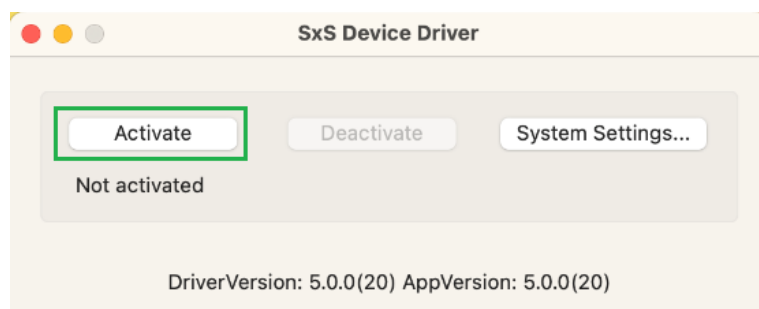 SxS Device Driver
Activate Deactivate System Settings...
Not activated
DriverVersion: 5.0.0(20) AppVersion: 5.0.0(20)